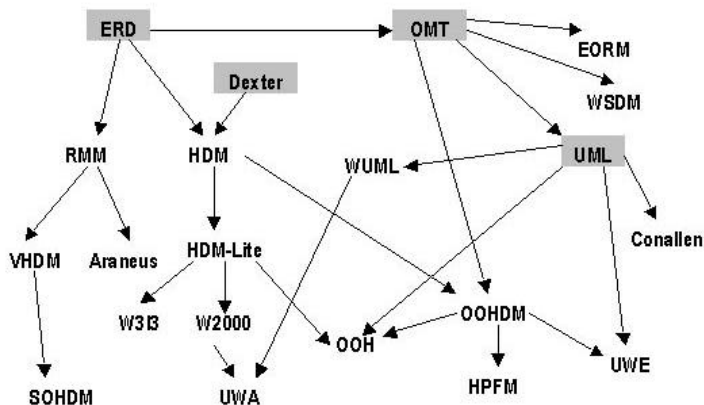 ERD
OMT
EORM
Dexter
WSDM
RMM
HDM
WUML
UML
Conallen
VHDM
Araneus
HDM-Lite
W3I3
W2000
OOH
OOHDM
UWE
SOHDM
UWA
HPFM